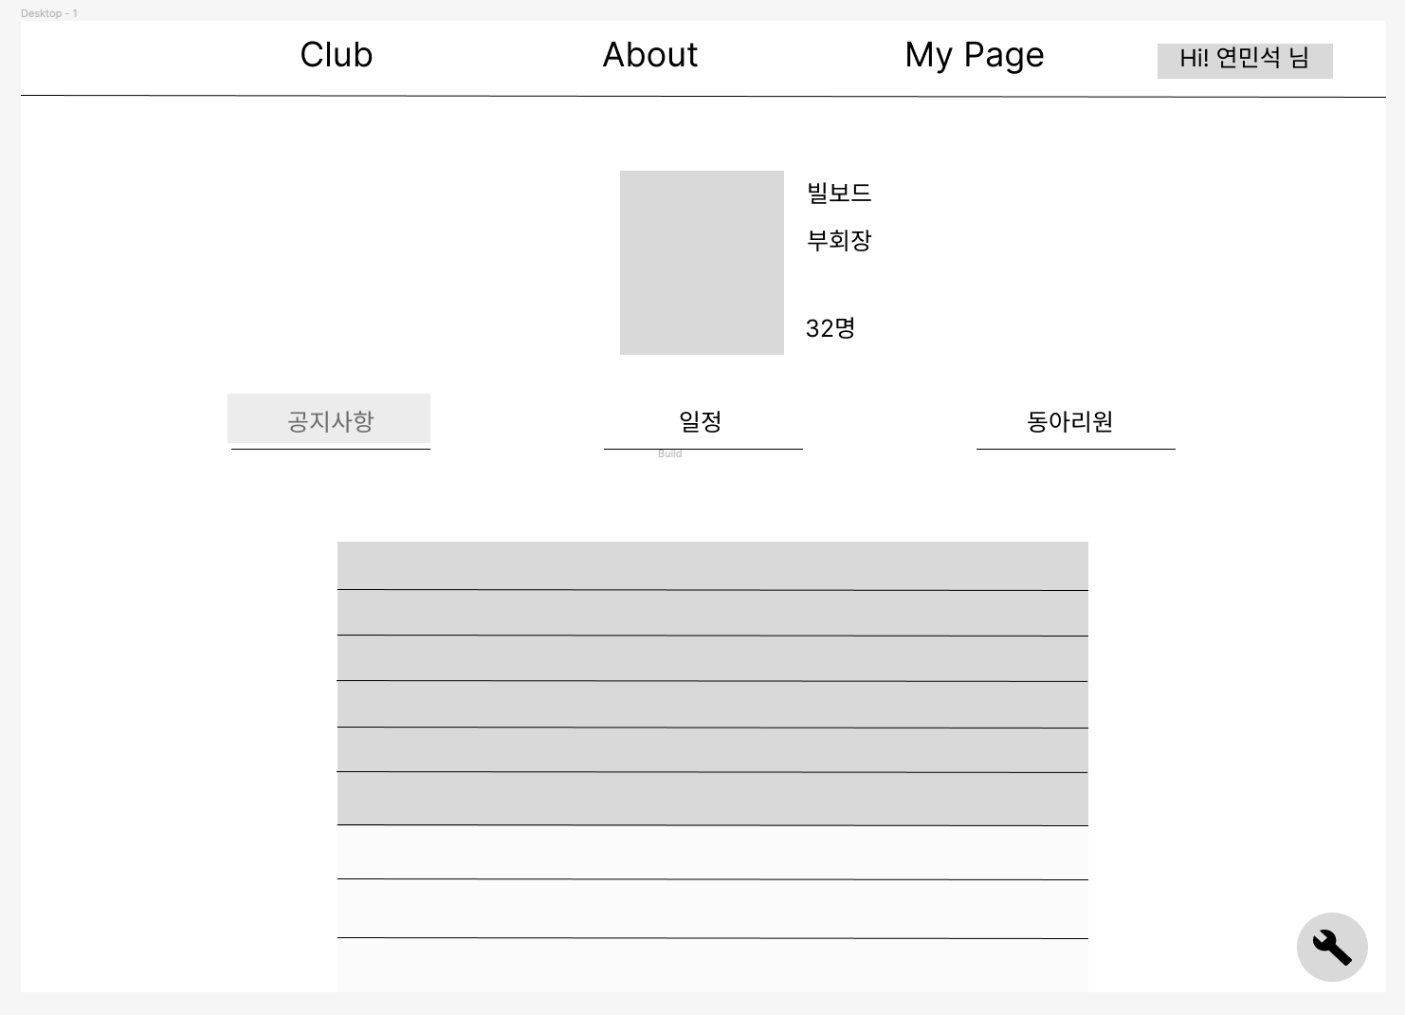 Desktop - 1
Club
About
My Page
Hi! 연민석 님
빌보드
부회장
32명
공지사항
일정
동아리원
Build